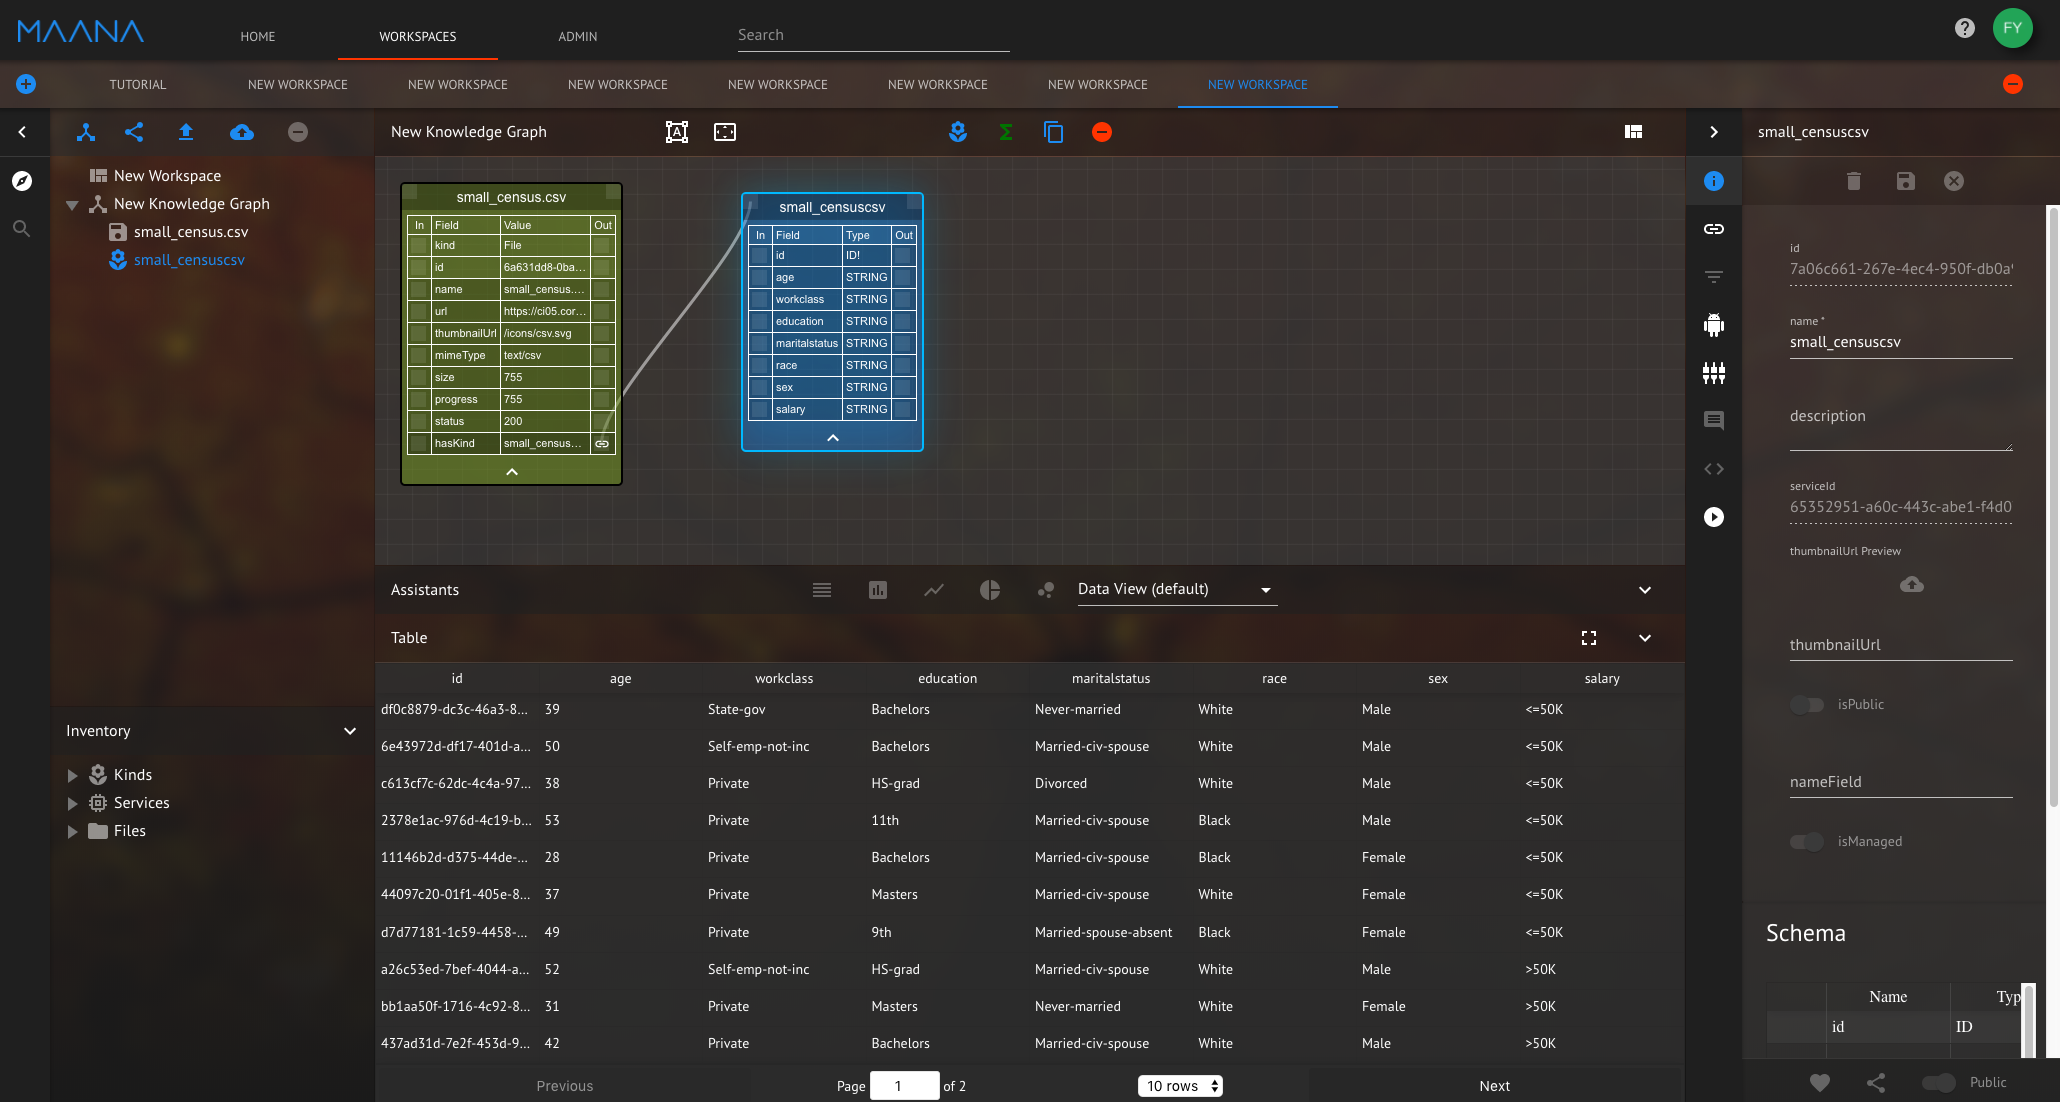 MAANA
HOME
WORKSPACES
ADMIN
Search
FY
TUTORIAL
NEW WORKSPACE
NEW WORKSPACE
NEW WORKSPACE
NEW WORKSPACE
NEW WORKSPACE
NEW WORKSPACE
NEW WORKSPACE
New Workspace
New Knowledge Graph
small_census.csv
small_censuscsv
Inventory
Kinds
Services
Files
New Knowledge Graph
small_census.csv
In Field Value Out
kind File
id 6a631dd8-0ba...
name small_census....
url https://ci05.cor...
thumbnailUrl /icons/csv.svg
mimeType text/csv
size 755
progress 755
status 200
hasKind small_census...
small_censuscsv
In Field Type Out
id ID!
age STRING
workclass STRING
education STRING
maritalstatus STRING
race STRING
sex STRING
salary STRING
Assistants
Data View (default)
Table
id age workclass education maritalstatus race sex salary
df0c8879-dc3c-46a3-8... 39 State-gov Bachelors Never-married White Male <=50K
6e43972d-df17-401d-a... 50 Self-emp-not-inc Bachelors Married-civ-spouse White Male <=50K
c613cf7c-62dc-4c4a-97... 38 Private HS-grad Divorced White Male <=50K
2378e1ac-976d-4c19-b... 53 Private 11th Married-civ-spouse Black Male <=50K
11146b2d-d375-44de-... 28 Private Bachelors Married-civ-spouse Black Female <=50K
44097c20-01f1-405e-8... 37 Private Masters Married-civ-spouse White Female <=50K
d7d77181-1c59-4458-... 49 Private 9th Married-spouse-absent Black Female <=50K
a26c53ed-7bef-4044-a... 52 Self-emp-not-inc HS-grad Married-civ-spouse White Male >50K
bb1aa50f-1716-4c92-8... 31 Private Masters Never-married White Female >50K
437ad31d-7e2f-453d-9... 42 Private Bachelors Married-civ-spouse White Male >50K
Previous
Page 1 of 2
10 rows
Next
small_censuscsv
id
7a06c661-267e-4ec4-950f-db0a
name *
small_censuscsv
description
serviceId
65352951-a60c-443c-abe1-f4d0
thumbnailUrl Preview
thumbnailUrl
isPublic
nameField
isManaged
Schema
Name Typ
id ID
Public